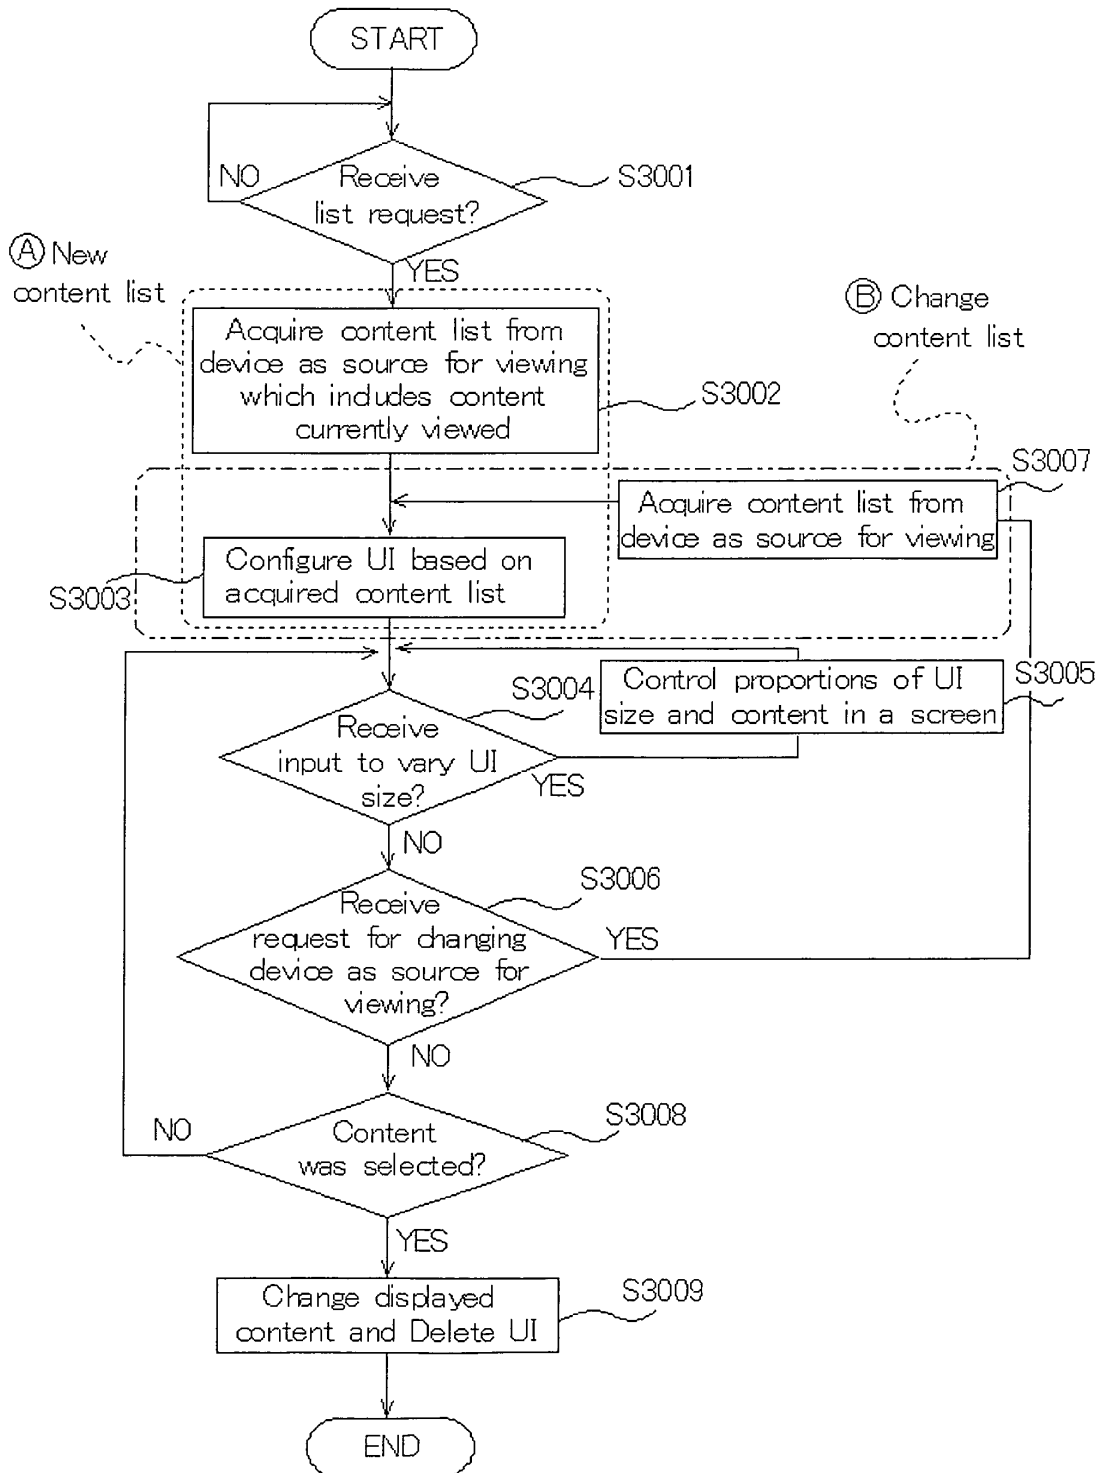 START
NO
Receive
list request?
S3001
YES
Ⓐ New
content list
Ⓑ Change
content list
Acquire content list from
device as source for viewing
which includes content
currently viewed
S3002
S3007
Acquire content list from
device as source for viewing
Configure UI based on
acquired content list
S3003
S3004
Control proportions of UI
size and content in a screen
S3005
Receive
input to vary UI
size?
YES
NO
S3006
Receive
request for changing
device as source for
viewing?
YES
NO
S3008
NO
Content
was selected?
YES
S3009
Change displayed
content and Delete UI
END